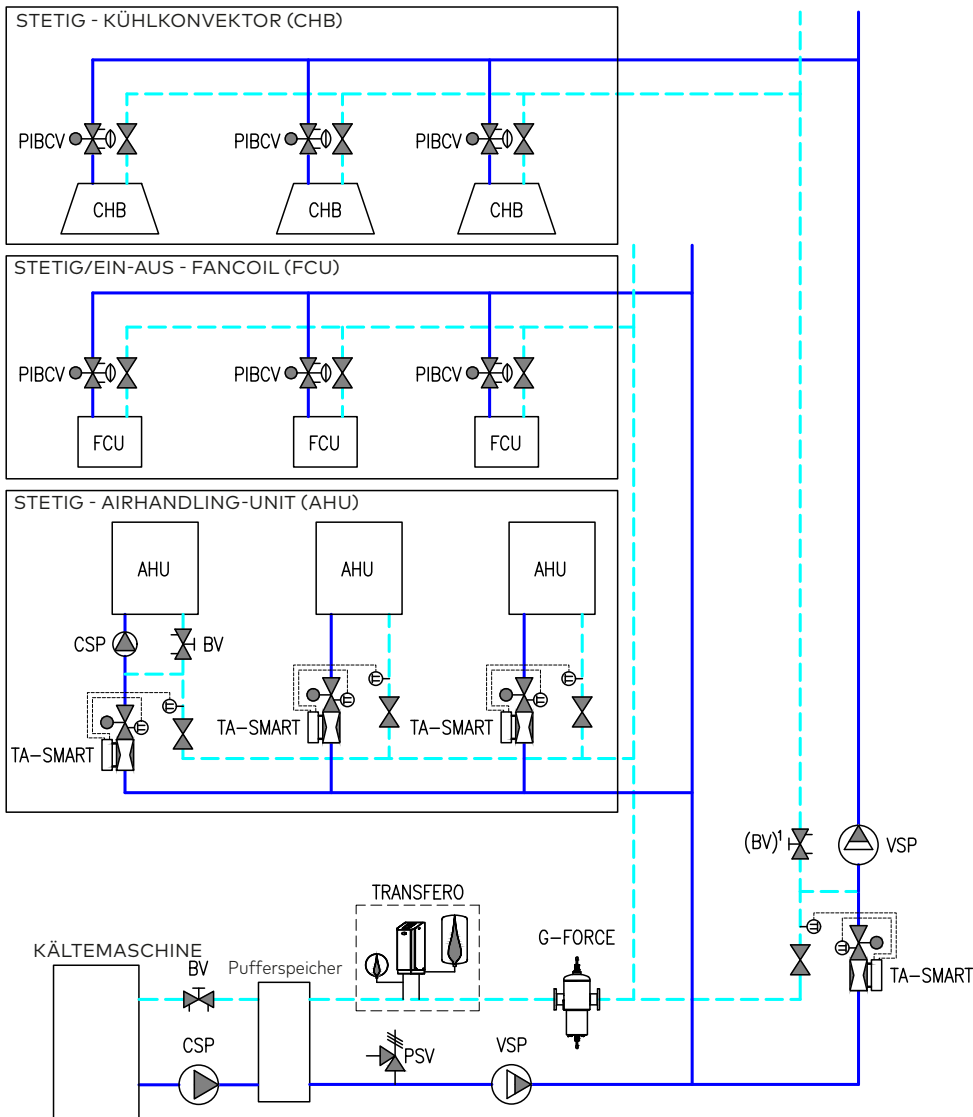 STETIG - KÜHLKONVEKTOR (CHB)
PIBCV
PIBCV
PIBCV
CHB
CHB
CHB
STETIG/EIN-AUS - FANCOIL (FCU)
PIBCV
PIBCV
PIBCV
FCU
FCU
FCU
STETIG - AIRHANDLING-UNIT (AHU)
AHU
AHU
AHU
CSP
BV
TA-SMART
TA-SMART
TA-SMART
(BV)¹
VSP
TRANSFERO
G-FORCE
KÄLTEMASCHINE
BV
Pufferspeicher
TA-SMART
CSP
PSV
VSP